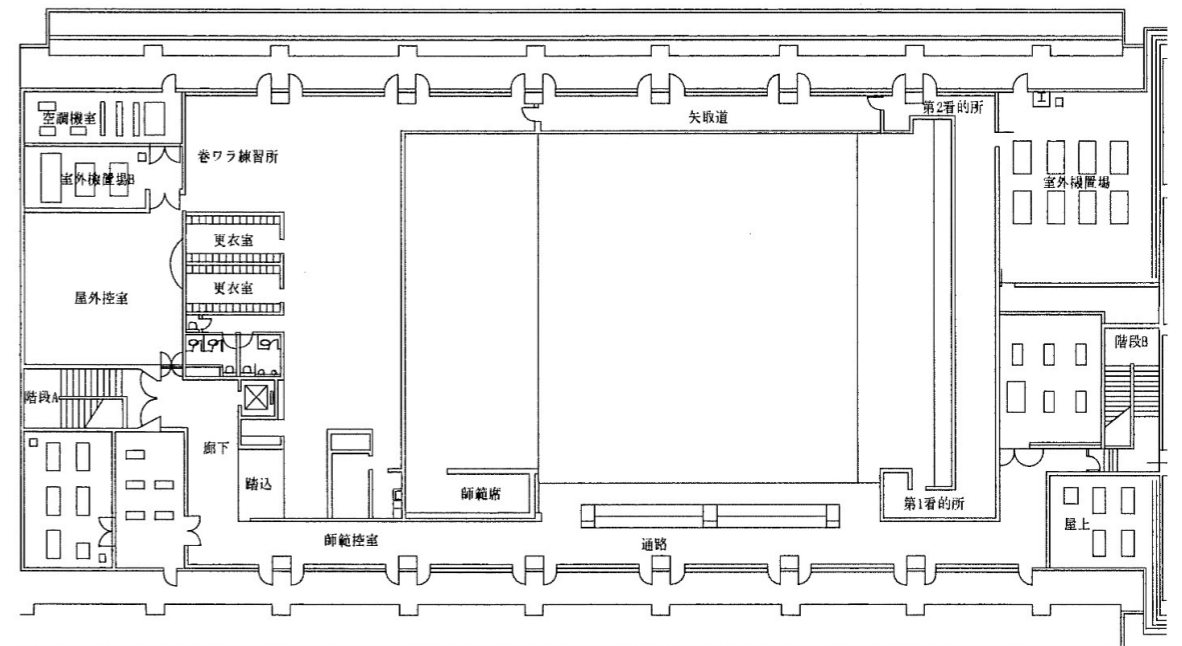 矢取道
第2看的所
空調機室
巻ワラ練習所
室外機置場B
室外機置場
更衣室
更衣室
屋外控室
階段B
階段A
廊下
踏込
師範席
第1看的所
屋上
師範控室
通路